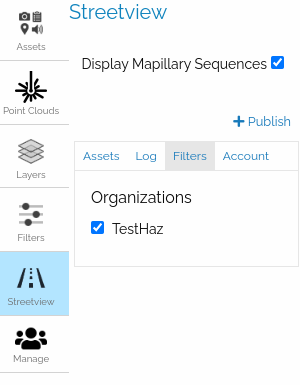 Streetview
Assets
Display Mapillary Sequences
Point Clouds
Publish
Assets Log Filters Account
Layers
Organizations
TestHaz
Filters
Streetview
Manage